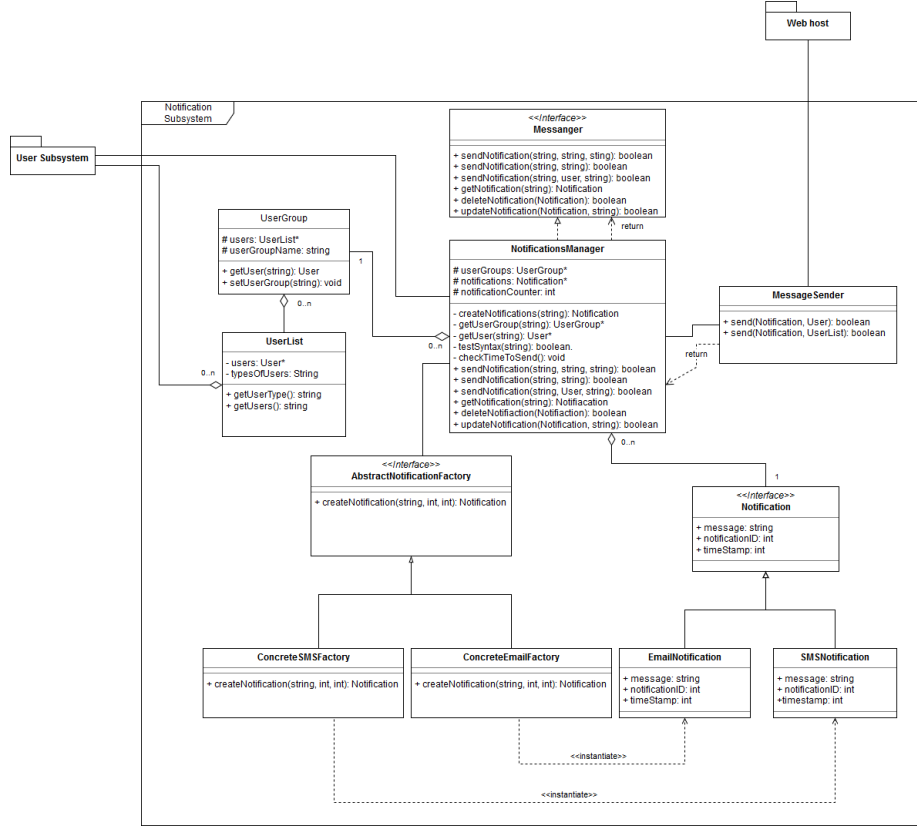 Web host
Notification
Subsystem
User Subsystem
<<Interface>>
Messanger
+ sendNotification(string, string, sting): boolean
+ sendNotification(string, string): boolean
+ sendNotification(string, user, string): boolean
+ getNotification(string): Notification
+ deleteNotification(Notification): boolean
+ updateNotification(Notification, string): boolean
return
UserGroup
# users: UserList*
# userGroupName: string
+ getUser(string): User
+ setUserGroup(string): void
1
0..n
0..n
UserList
- users: User*
- typesOfUsers: String
+ getUserType(): string
+ getUsers(): string
0..n
NotificationsManager
# userGroups: UserGroup*
# notifications: Notification*
# notificationCounter: int
- createNotifications(string): Notification
- getUserGroup(string): UserGroup*
- getUser(string): User*
- testSyntax(string): boolean.
- checkTimeToSend(): void
+ sendNotification(string, string, string): boolean
+ sendNotification(string, string): boolean
+ sendNotification(string, User, string): boolean
+ getNotification(string): Notifiacation
+ deleteNotifiaction(Notifiaction): boolean
+ updateNotification(Notification, string): boolean
MessageSender
+ send(Notification, User): boolean
+ send(Notification, UserList): boolean
return
0..n
1
<<Interface>>
AbstractNotificationFactory
+ createNotification(string, int, int): Notification
<<Interface>>
Notification
+ message: string
+ notificationID: int
+ timeStamp: int
ConcreteSMSFactory
+ createNotification(string, int, int): Notification
ConcreteEmailFactory
+ createNotification(string, int, int): Notification
EmailNotification
+ message: string
+ notificationID: int
+ timeStamp: int
SMSNotification
+ message: string
+ notificationID: int
+timestamp: int
<<instantiate>>
<<instantiate>>